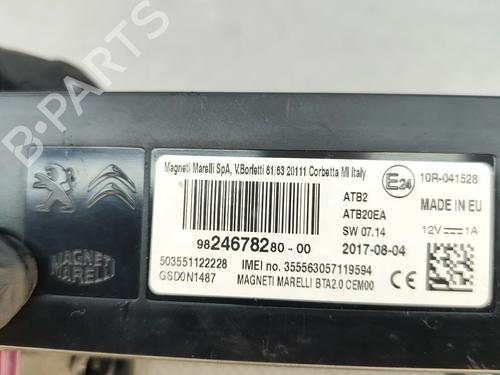 B-PARTS
Magneti Marelli SpA, V.Borletti 61/63 20111 Corbetta MI Italy
E24
10R-041528
ATB2
ATB20EA
MADE IN EU
SW 07.14
12V⎓1A
9824678280-00
2017-08-04
503551122228
IMEI no. 355563057119594
GSD0N1487
MAGNETI MARELLI BTA2.0 CEM00
CE
MAGNETI
MARELLI